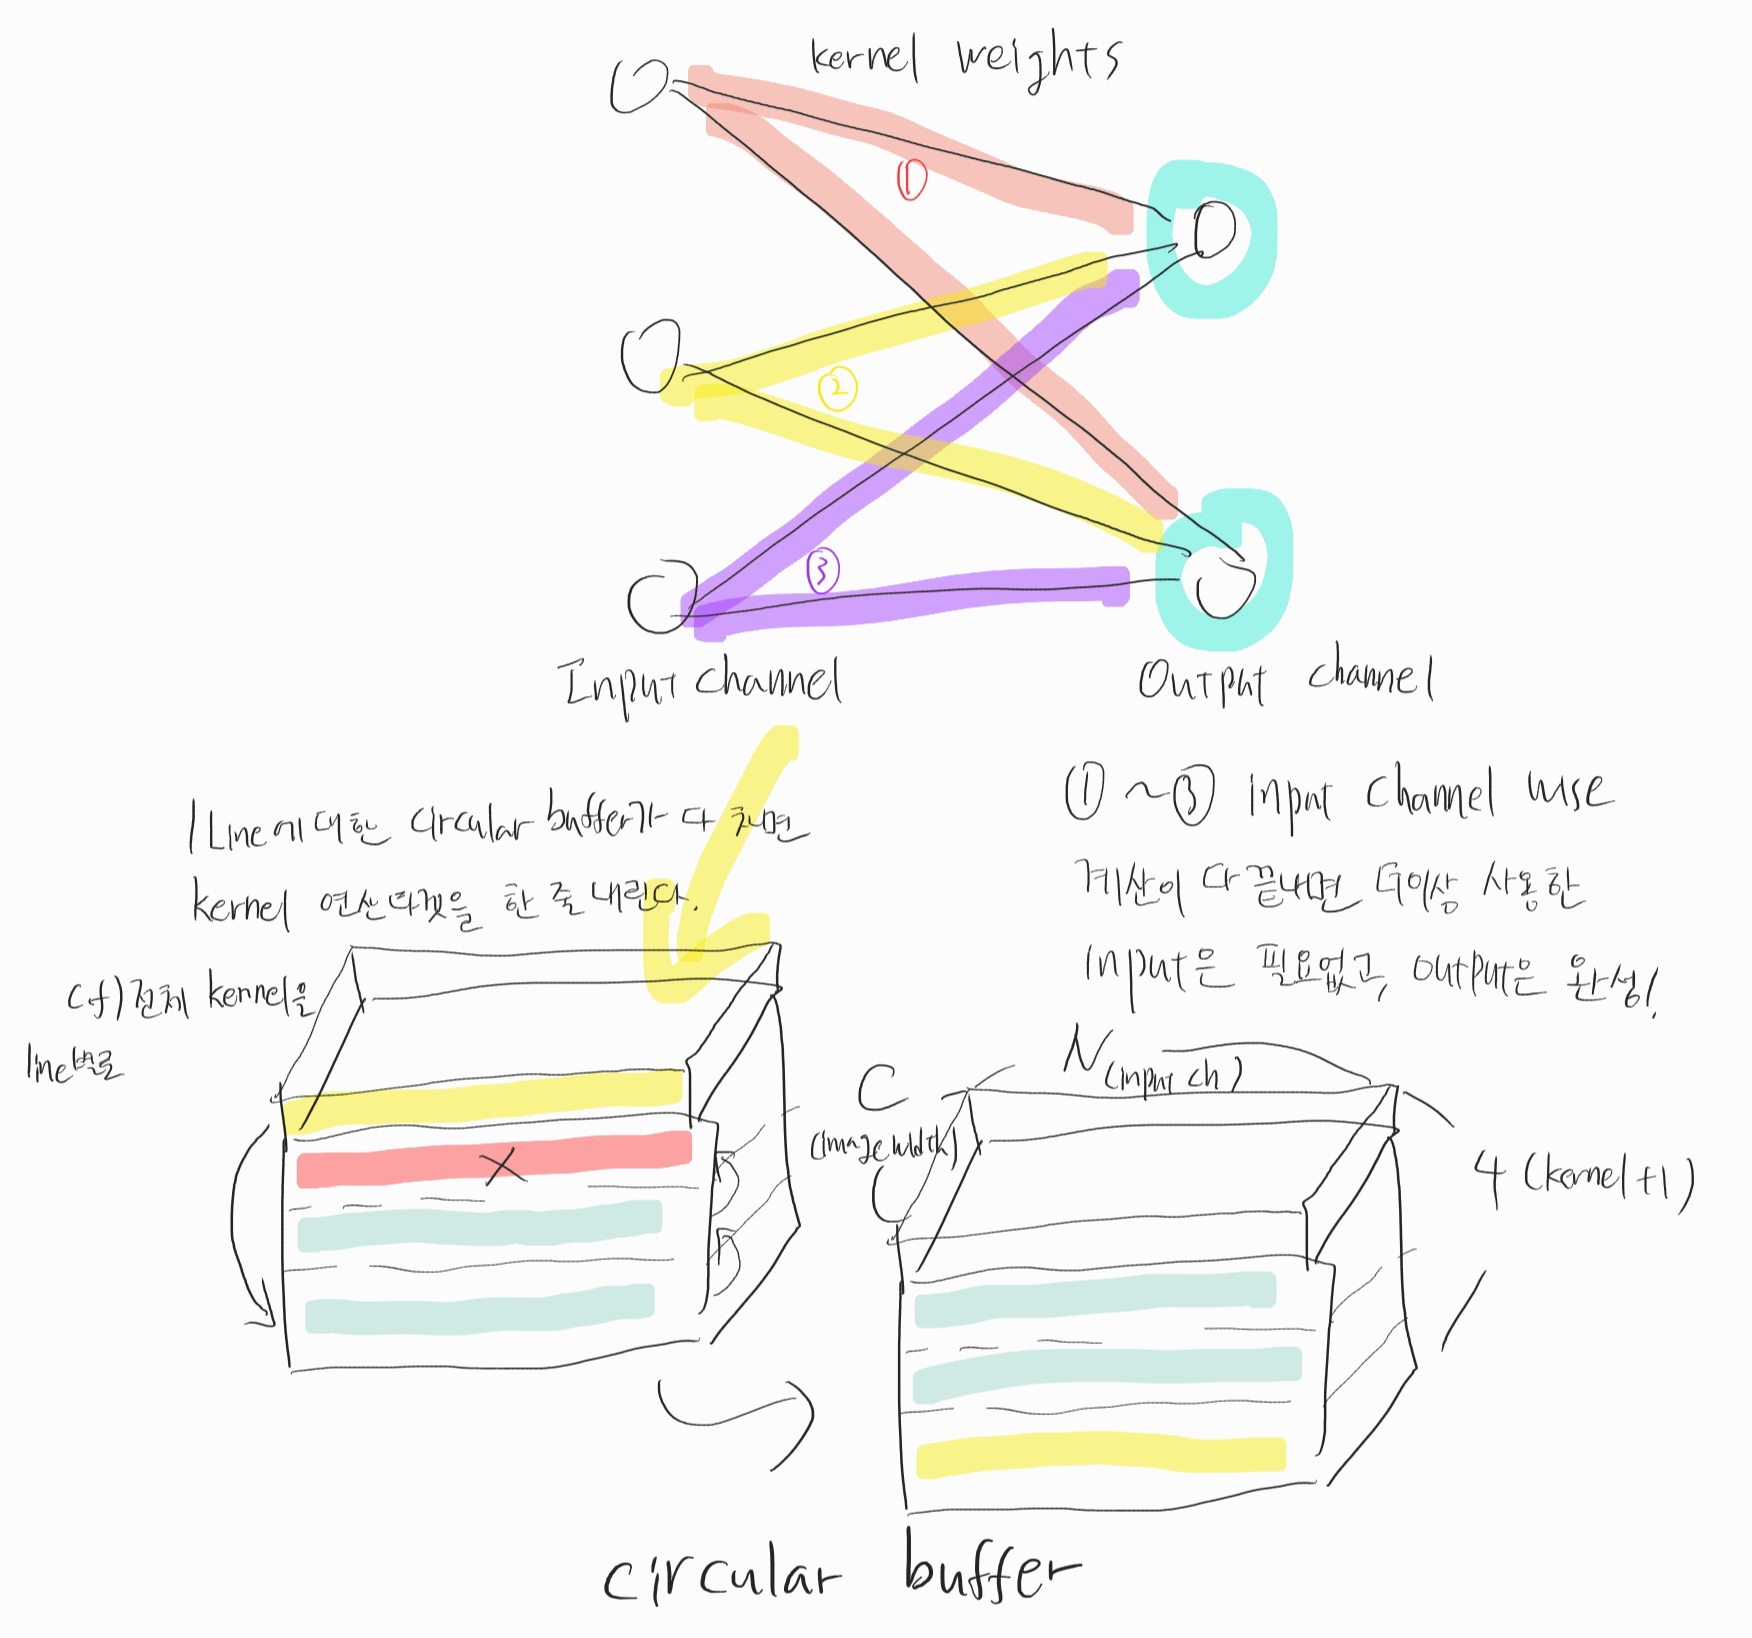 kernel weights
①
②
③
Input channel
Output channel
1 Line에 대한 circular buffer가 다 차면
kernel 연산타겟을 한 줄 내린다.
cf) 전체 kernel을
line별로
① ~ ③ input channel wise
계산이 다 끝나면 더이상 사용한
input은 필요없고, output은 완성!
N
(input ch)
C
(image width)
4 (kernel+1)
circular buffer